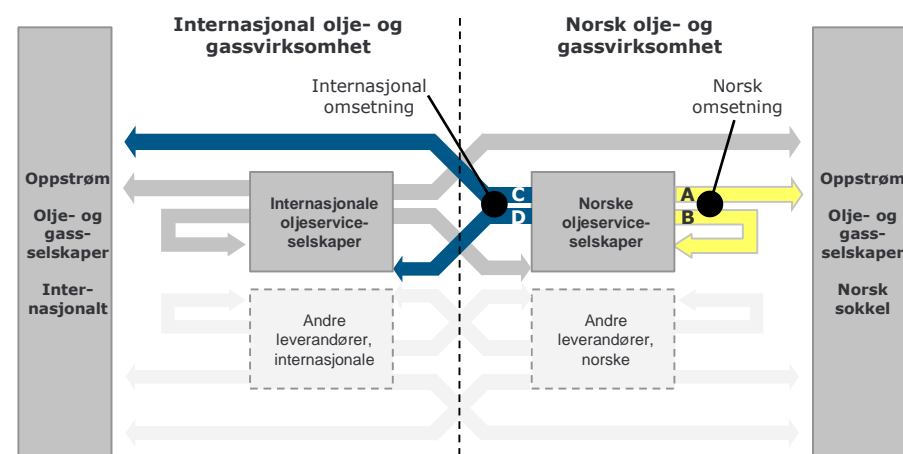 Internasjonal olje- og
gassvirksomhet
Norsk olje- og
gassvirksomhet
Internasjonal
omsetning
Norsk
omsetning
Oppstrøm
Olje- og
gass-
selskaper
Inter-
nasjonalt
Internasjonale
oljeservice-
selskaper
C
D
Norske
oljeservice-
selskaper
A
B
Oppstrøm
Olje- og
gass-
selskaper
Norsk
sokkel
Andre
leverandører,
internasjonale
Andre
leverandører,
norske